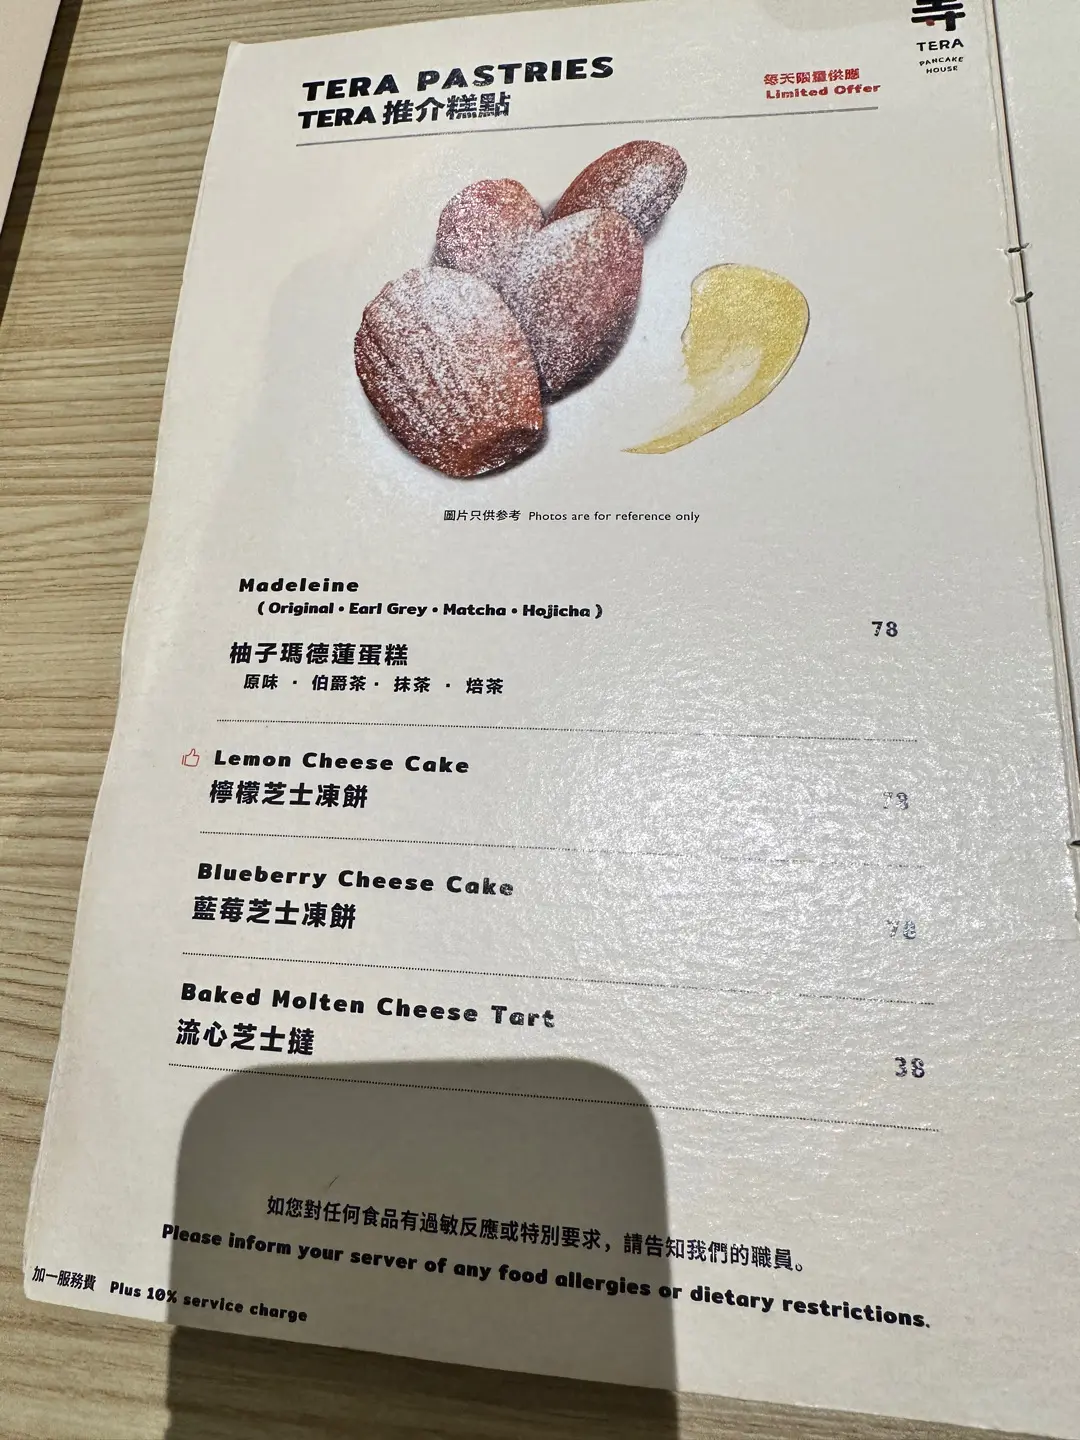 TERA
PANCAKE
HOUSE
TERA PASTRIES
TERA 推介糕點
每天限量供應
Limited Offer
圖片只供參考 Photos are for reference only
Madeleine
( Original • Earl Grey • Matcha • Hojicha )
78
柚子瑪德蓮蛋糕
原味 · 伯爵茶 · 抹茶 · 焙茶
Lemon Cheese Cake
檸檬芝士凍餅
78
Blueberry Cheese Cake
藍莓芝士凍餅
78
Baked Molten Cheese Tart
流心芝士撻
38
如您對任何食品有過敏反應或特別要求，請告知我們的職員。
Please inform your server of any food allergies or dietary restrictions.
加一服務費 Plus 10% service charge